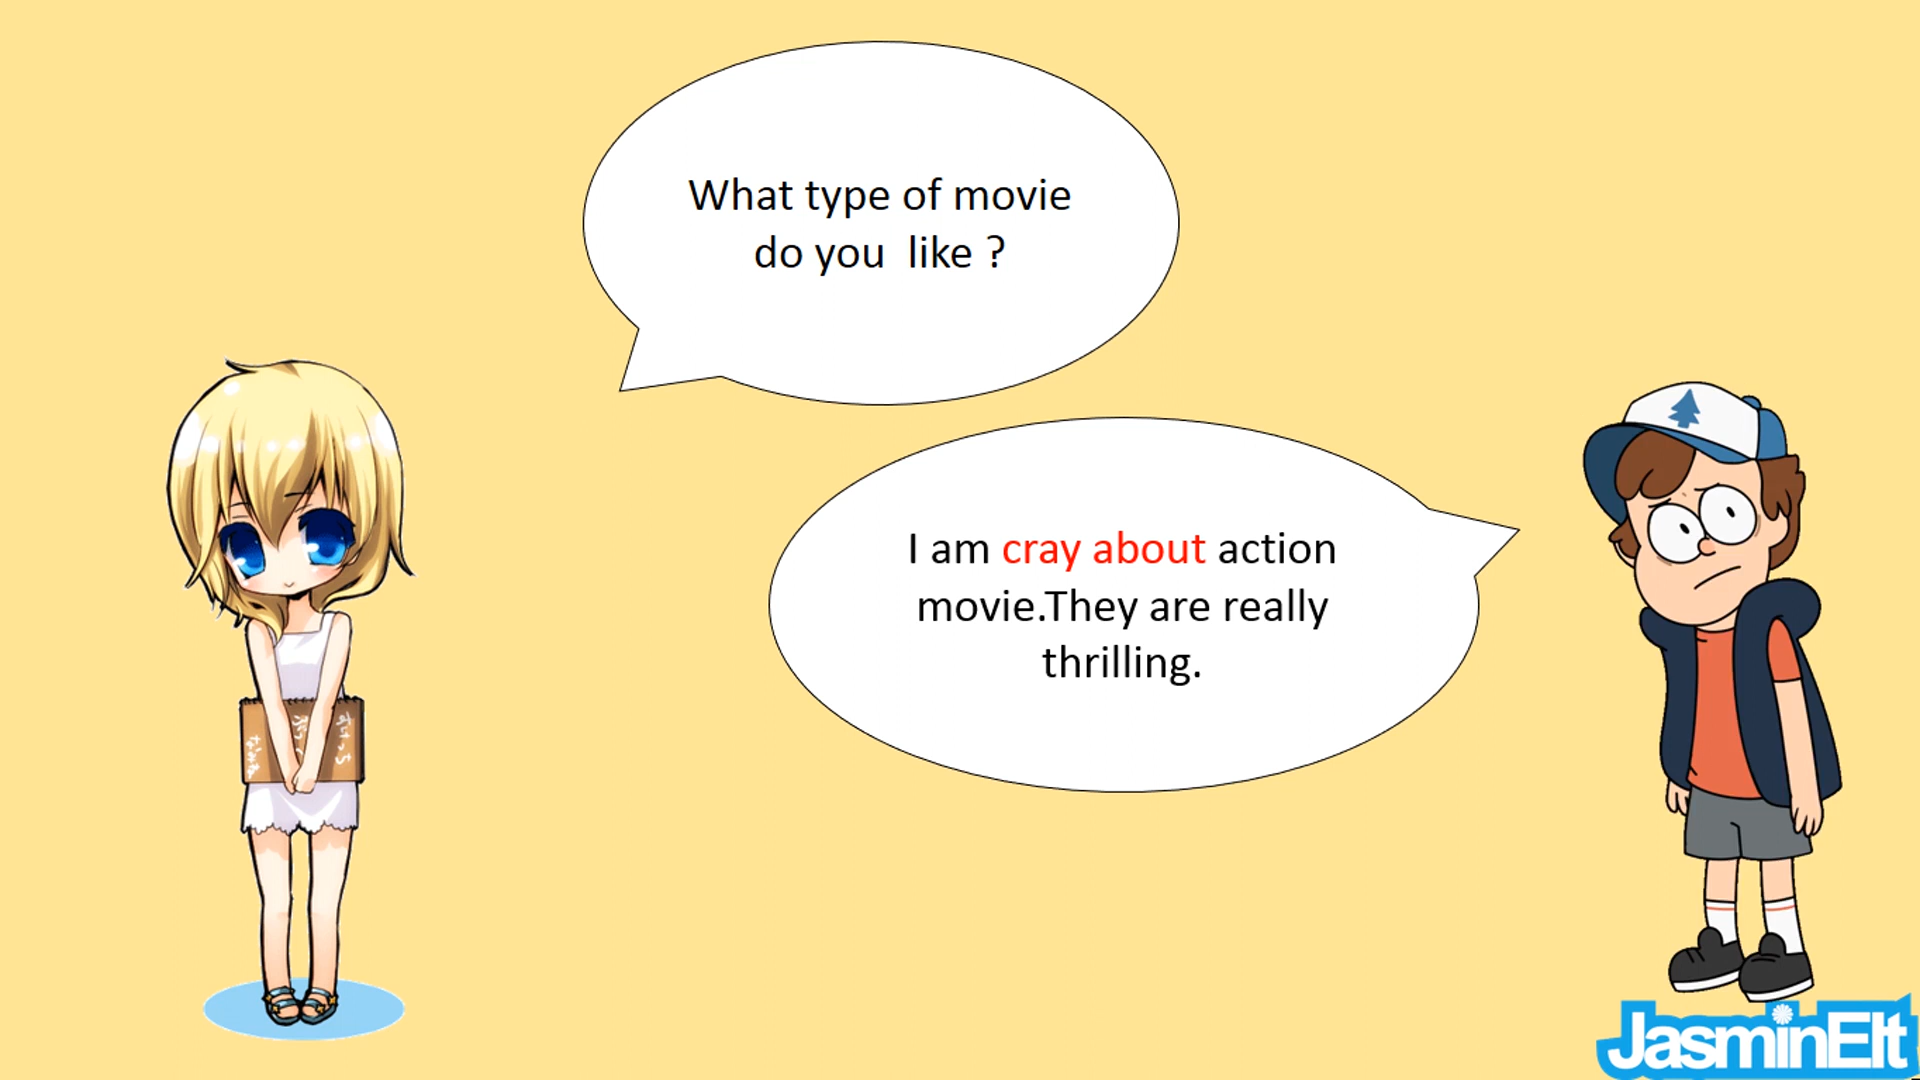 What type of movie
do you  like ?
I am cray about action
movie.They are really
thrilling.
JasminElt